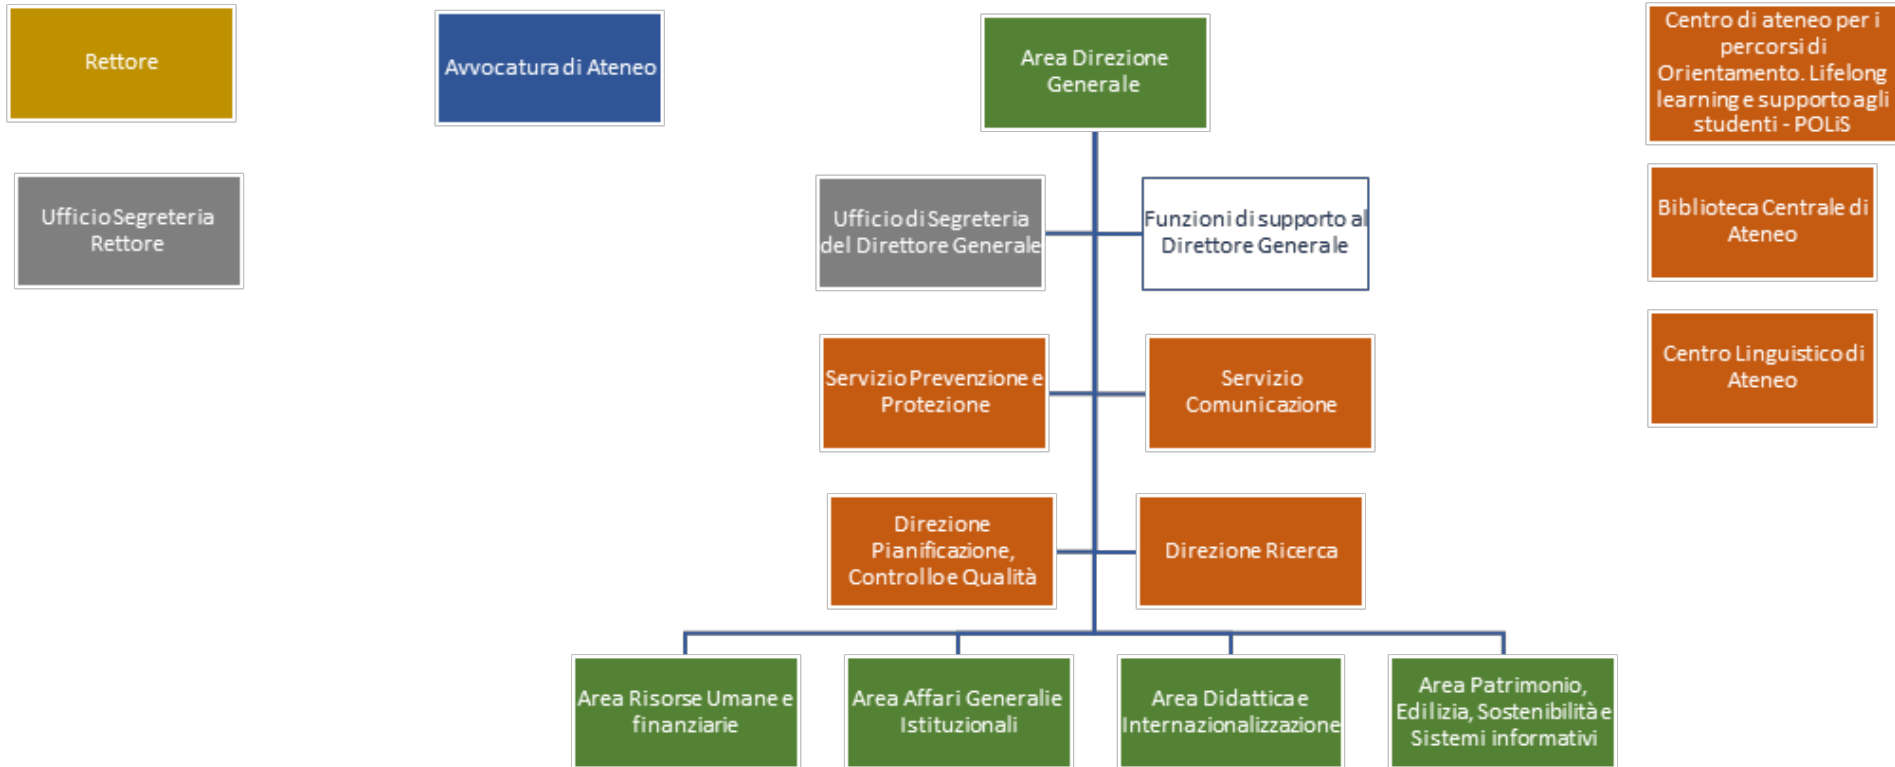 Rettore
Avvocatura di Ateneo
Area Direzione
Generale
Centro di ateneo per i
percorsi di
Orientamento. Lifelong
learning e supporto agli
studenti - POLiS
Ufficio Segreteria
Rettore
Ufficio di Segreteria
del Direttore Generale
Funzioni di supporto al
Direttore Generale
Biblioteca Centrale di
Ateneo
Servizio Prevenzione e
Protezione
Servizio
Comunicazione
Centro Linguistico di
Ateneo
Direzione
Pianificazione,
Controllo e Qualità
Direzione Ricerca
Area Risorse Umane e
finanziarie
Area Affari Generali e
Istituzionali
Area Didattica e
Internazionalizzazione
Area Patrimonio,
Edilizia, Sostenibilità e
Sistemi informativi